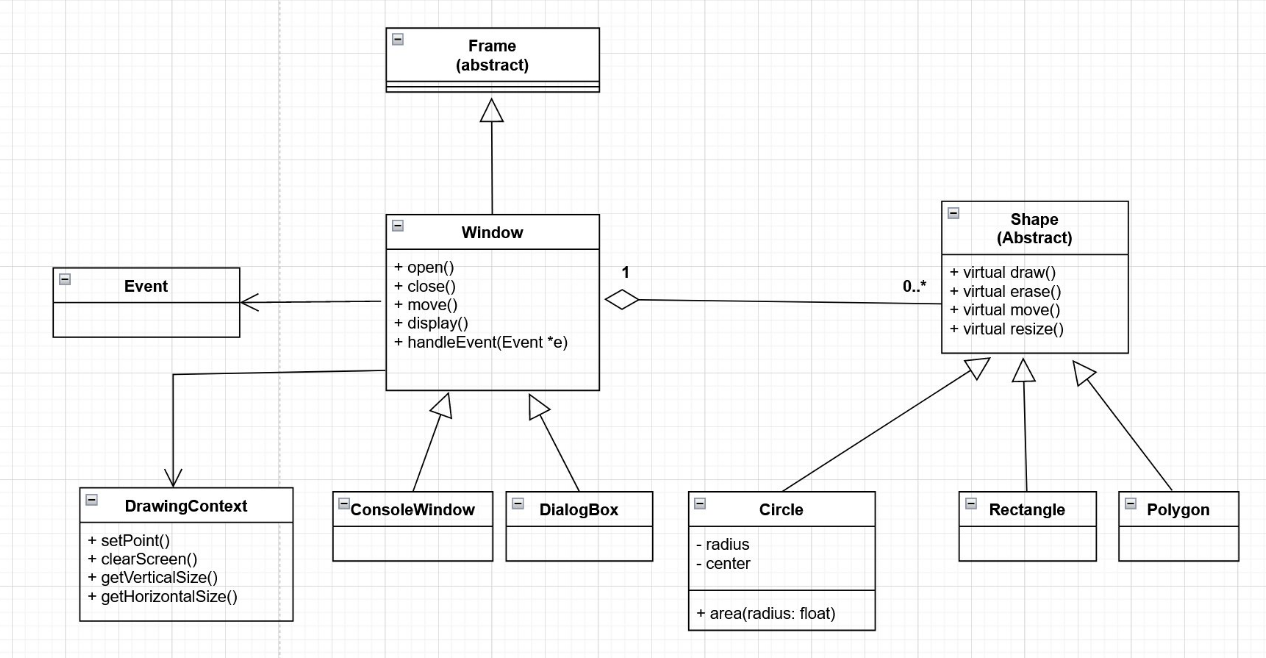 Frame
(abstract)
Window
+ open()
+ close()
+ move()
+ display()
+ handleEvent(Event *e)
Event
1
0..*
Shape
(Abstract)
+ virtual draw()
+ virtual erase()
+ virtual move()
+ virtual resize()
DrawingContext
+ setPoint()
+ clearScreen()
+ getVerticalSize()
+ getHorizontalSize()
ConsoleWindow
DialogBox
Circle
- radius
- center
+ area(radius: float)
Rectangle
Polygon